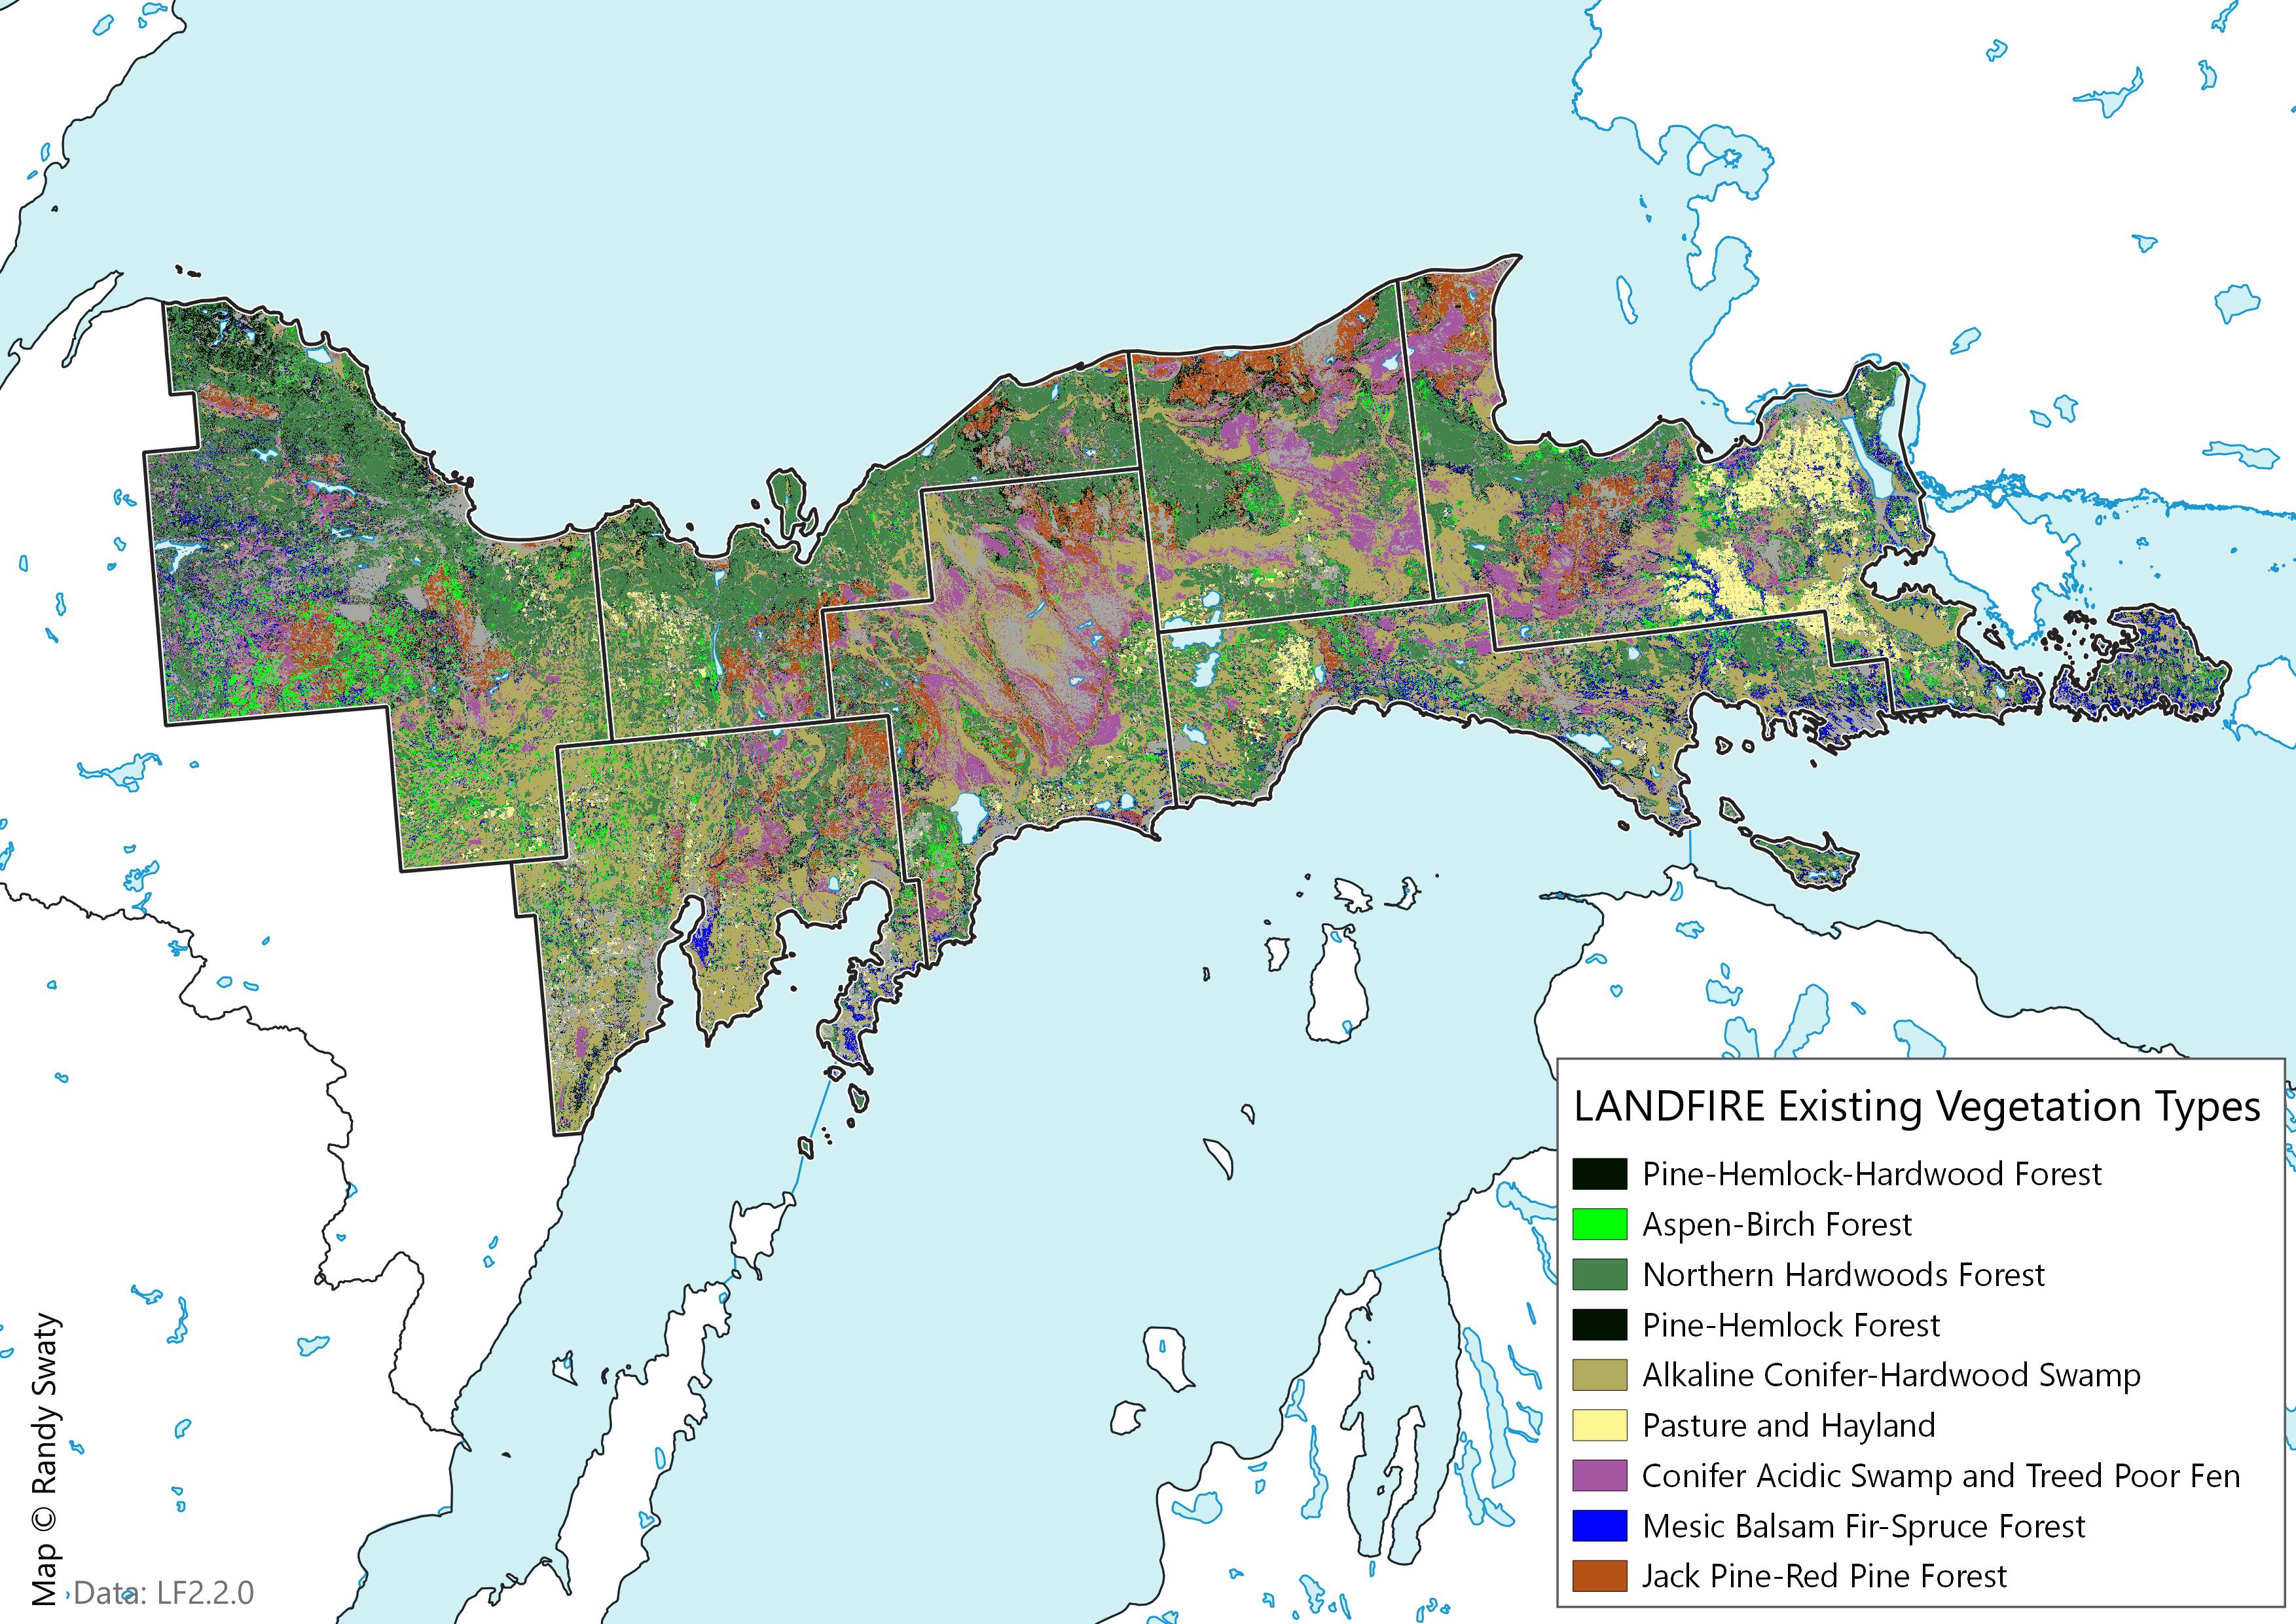 LANDFIRE Existing Vegetation Types
Pine-Hemlock-Hardwood Forest
Aspen-Birch Forest
Northern Hardwoods Forest
Pine-Hemlock Forest
Alkaline Conifer-Hardwood Swamp
Pasture and Hayland
Conifer Acidic Swamp and Treed Poor Fen
Mesic Balsam Fir-Spruce Forest
Jack Pine-Red Pine Forest
Map © Randy Swaty
Data: LF2.2.0